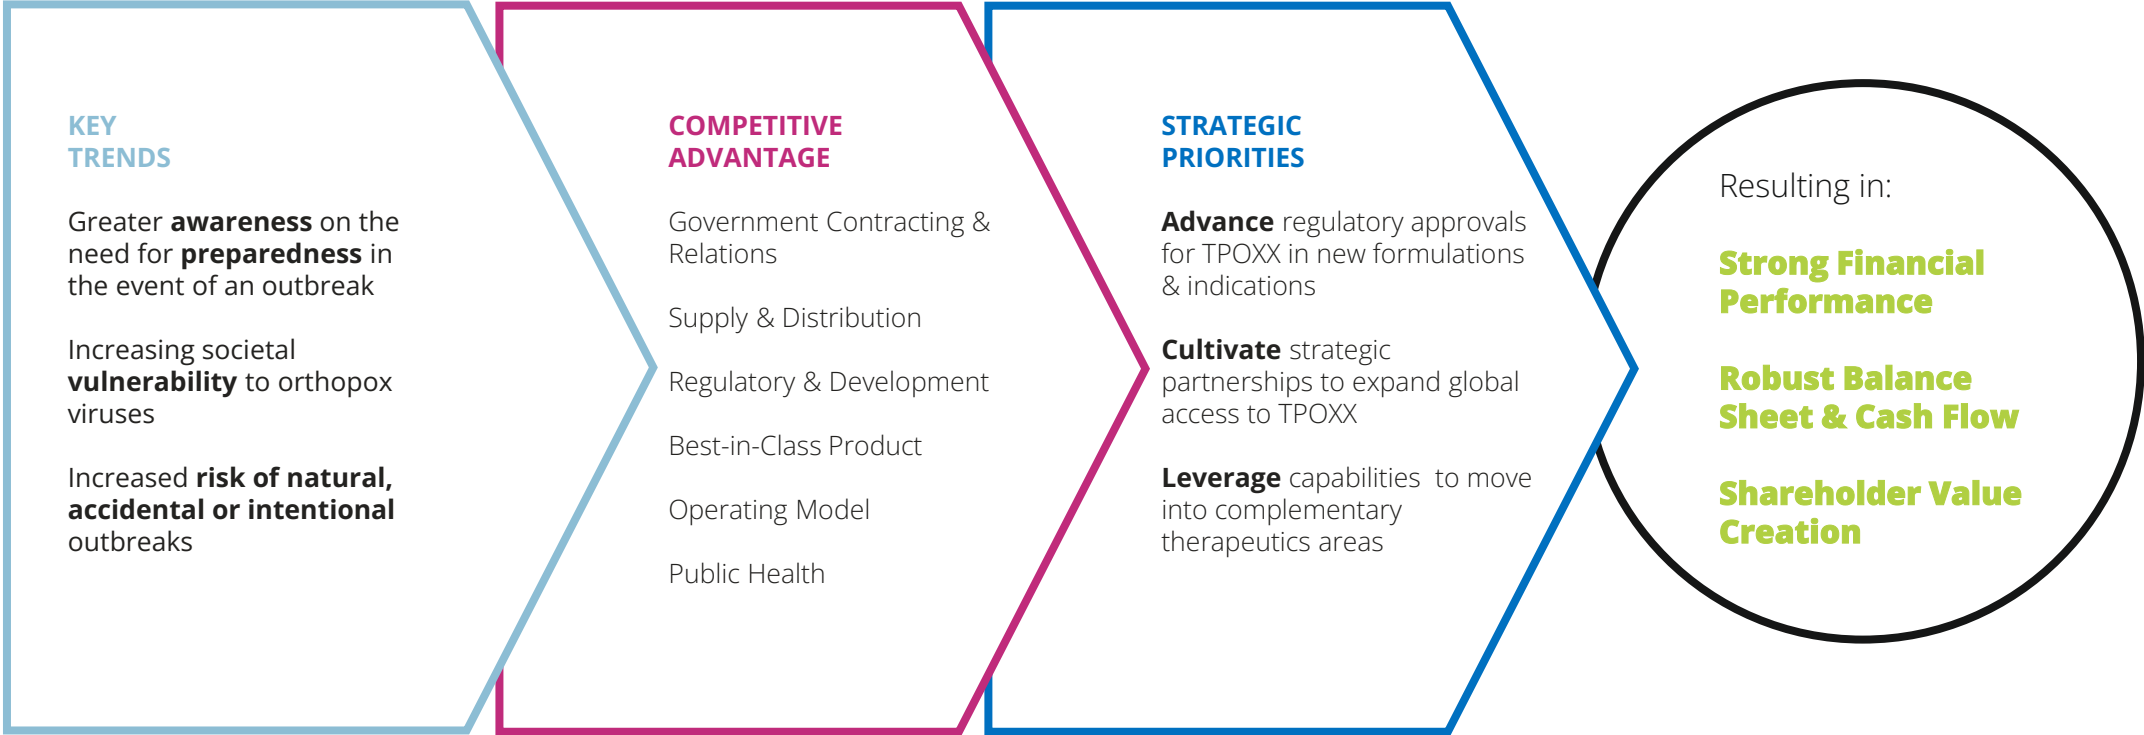 KEY
TRENDS
Greater awareness on the
need for preparedness in
the event of an outbreak
Increasing societal
vulnerability to orthopox
viruses
Increased risk of natural,
accidental or intentional
outbreaks
COMPETITIVE
ADVANTAGE
Government Contracting &
Relations
Supply & Distribution
Regulatory & Development
Best-in-Class Product
Operating Model
Public Health
STRATEGIC
PRIORITIES
Advance regulatory approvals
for TPOXX in new formulations
& indications
Cultivate strategic
partnerships to expand global
access to TPOXX
Leverage capabilities  to move
into complementary
therapeutics areas
Resulting in:
Strong Financial
Performance
Robust Balance
Sheet & Cash Flow
Shareholder Value
Creation